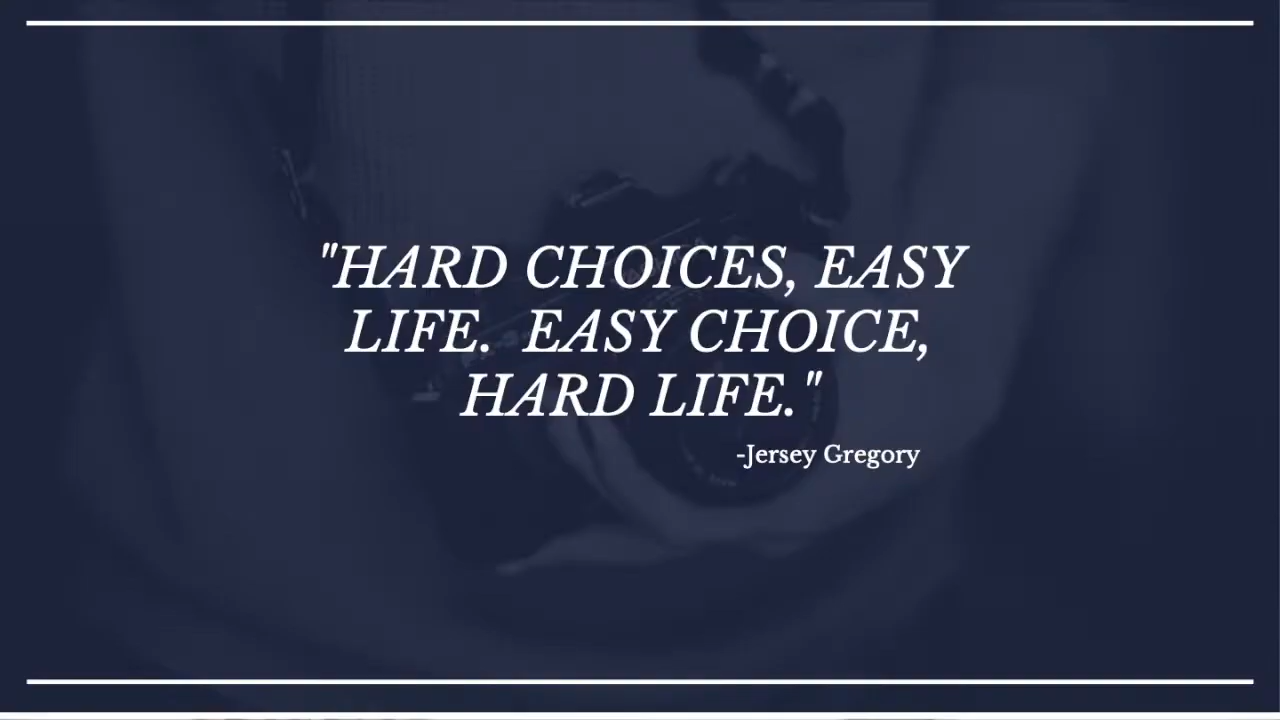 "HARD CHOICES, EASY
LIFE. EASY CHOICE,
HARD LIFE."
-Jersey Gregory